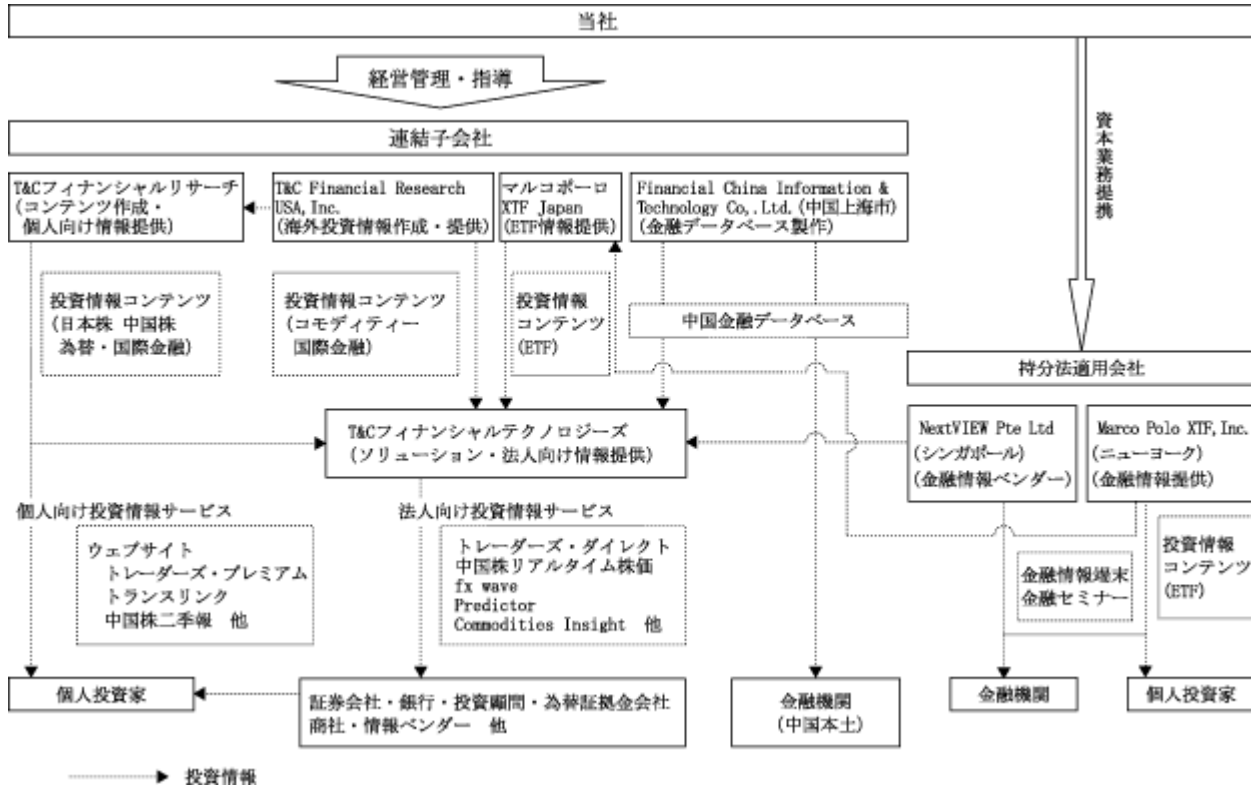 当社
経営管理・指導
資本業務提携
連結子会社
T&Cフィナンシャルリサーチ
(コンテンツ作成・
個人向け情報提供)
T&C Financial Research
USA,Inc.
(海外投資情報作成・提供)
マルコポーロ
XTF Japan
(ETF情報提供)
Financial China Information &
Technology Co,.Ltd.(中国上海市)
(金融データベース製作)
投資情報コンテンツ
(日本株 中国株
為替・国際金融)
投資情報コンテンツ
(コモディティー
国際金融)
投資情報
コンテンツ
(ETF)
中国金融データベース
持分法適用会社
T&Cフィナンシャルテクノロジーズ
(ソリューション・法人向け情報提供)
NextVIEW Pte Ltd
(シンガポール)
(金融情報ベンダー)
Marco Polo XTF,Inc.
(ニューヨーク)
(金融情報提供)
個人向け投資情報サービス
ウェブサイト
トレーダーズ・プレミアム
トランスリンク
中国株二季報 他
法人向け投資情報サービス
トレーダーズ・ダイレクト
中国株リアルタイム株価
fx wave
Predictor
Commodities Insight 他
金融情報端末
金融セミナー
投資情報
コンテンツ
(ETF)
個人投資家
証券会社・銀行・投資顧問・為替証拠金会社
商社・情報ベンダー 他
金融機関
(中国本土)
金融機関
個人投資家
投資情報